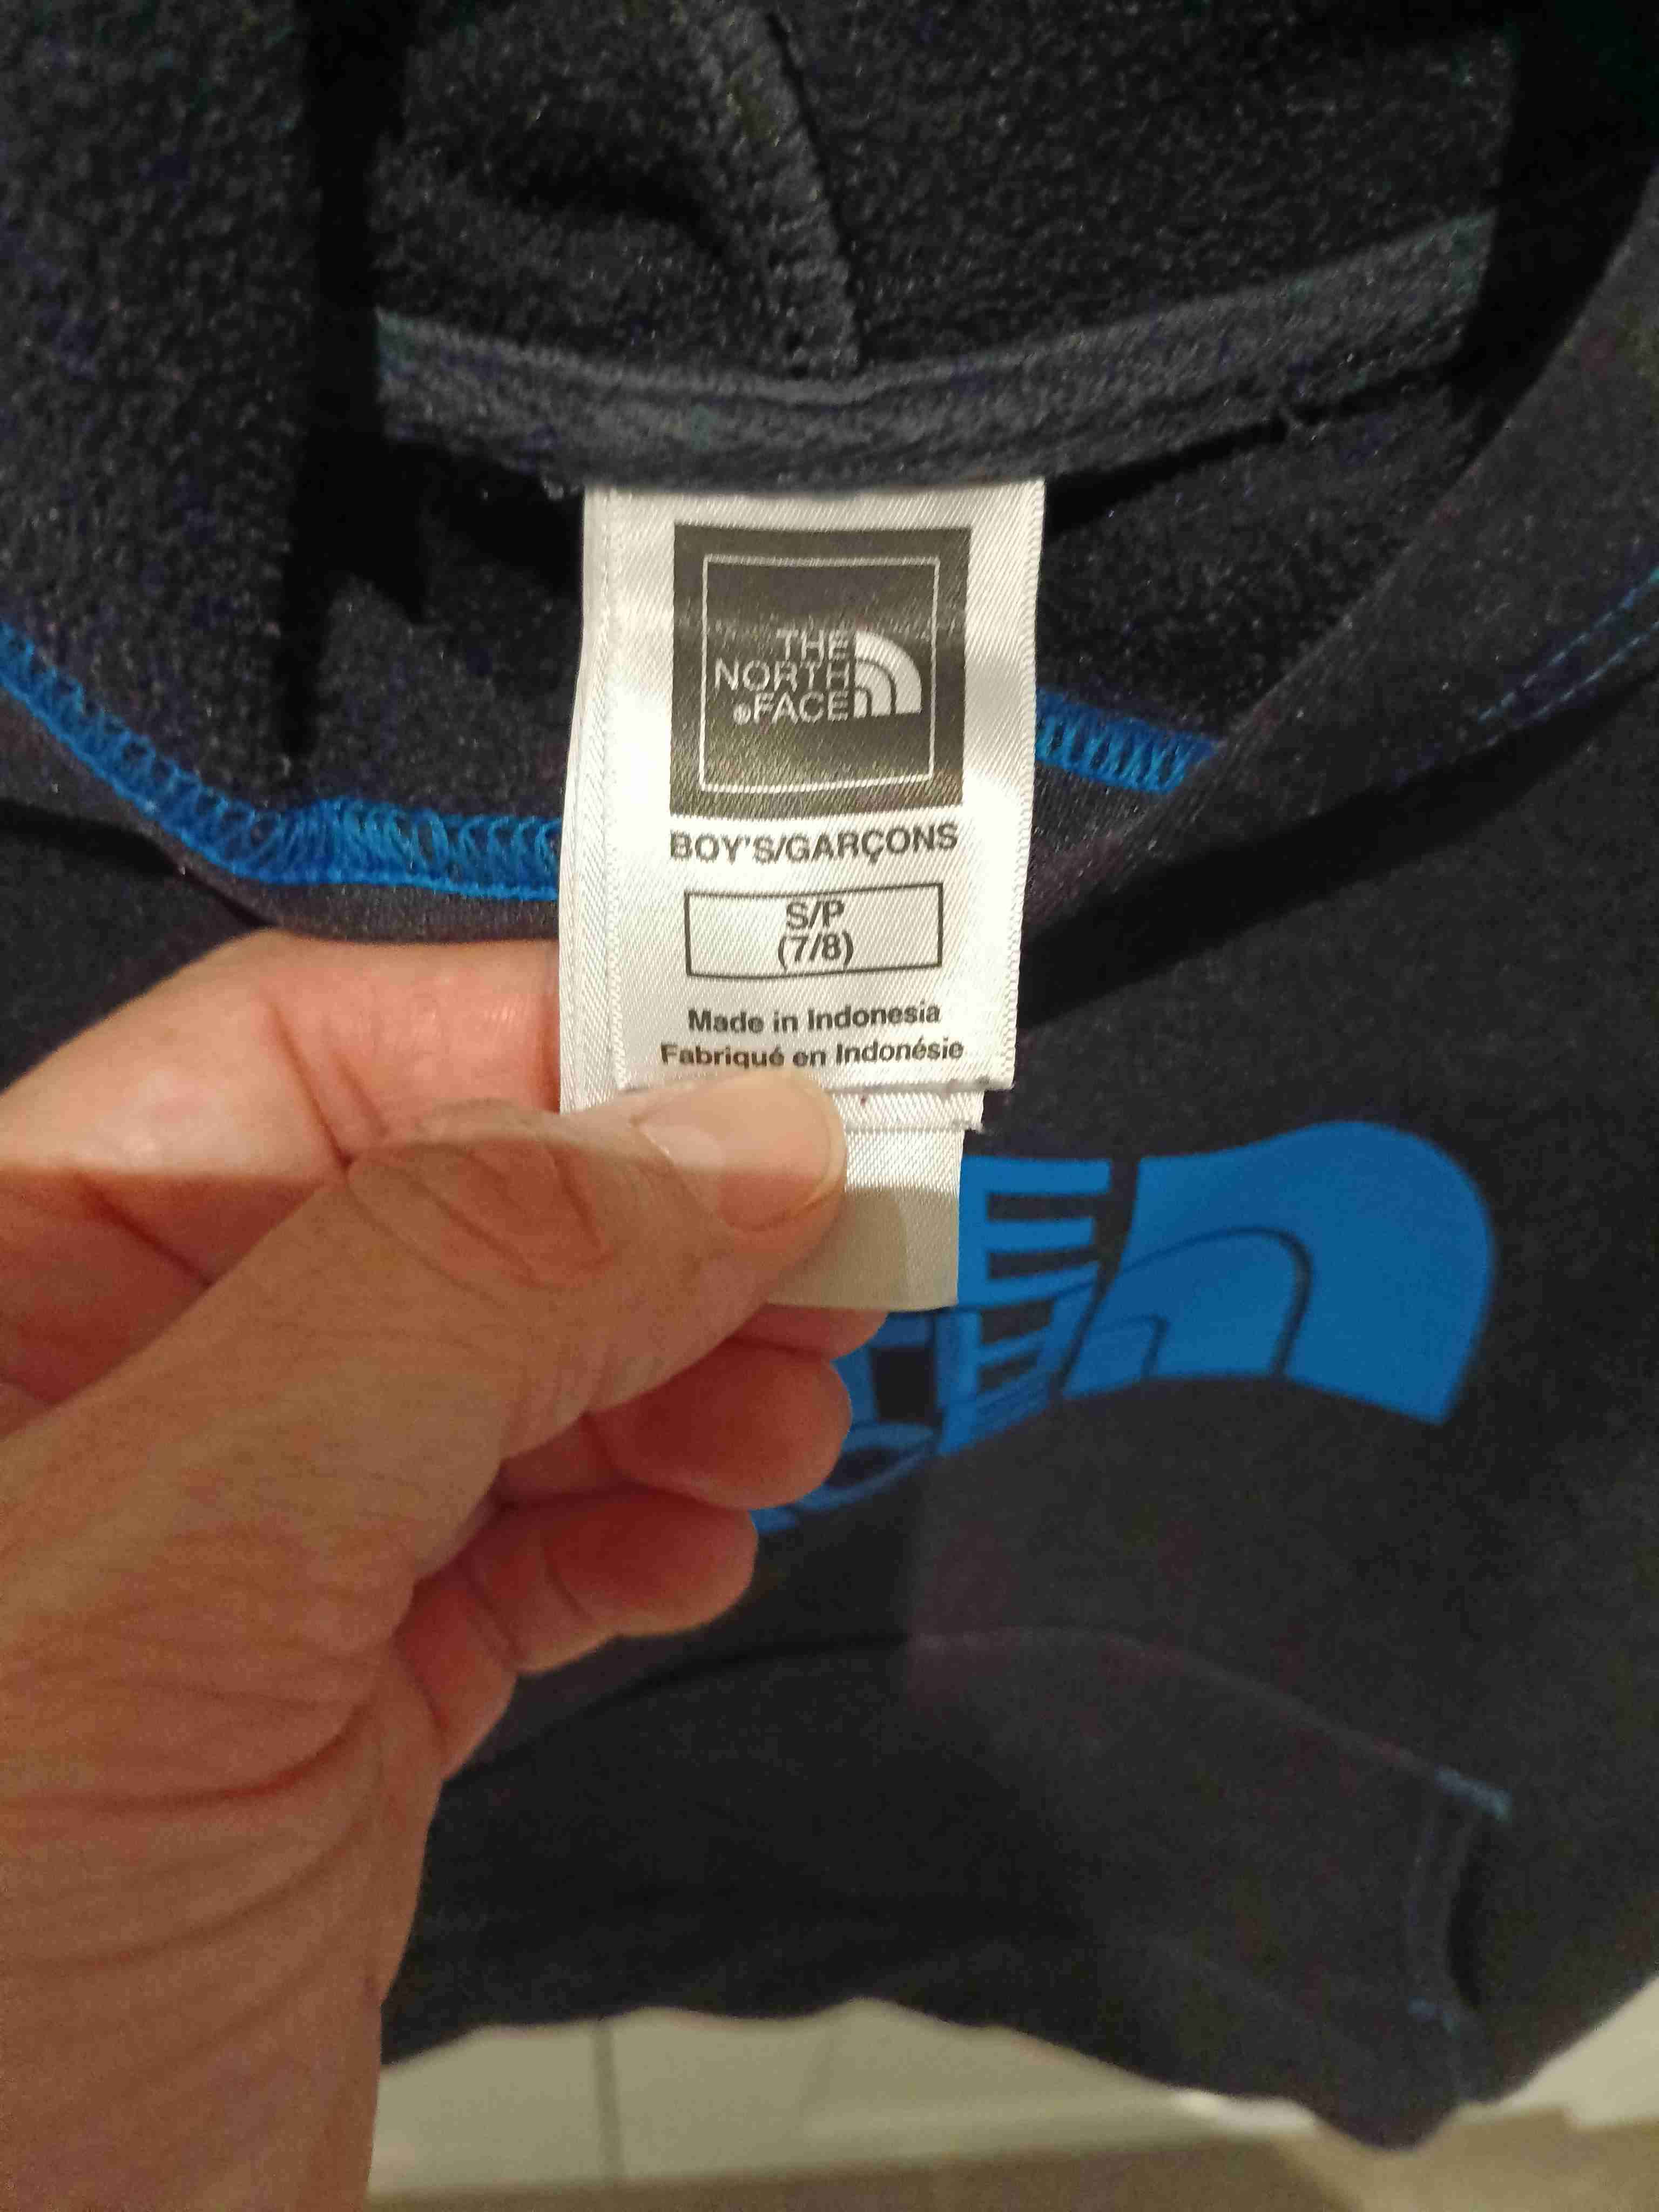 THE
NORTH
®FACE
BOY'S/GARÇONS
S/P
(7/8)
Made in Indonesia
Fabriqué en Indonésie